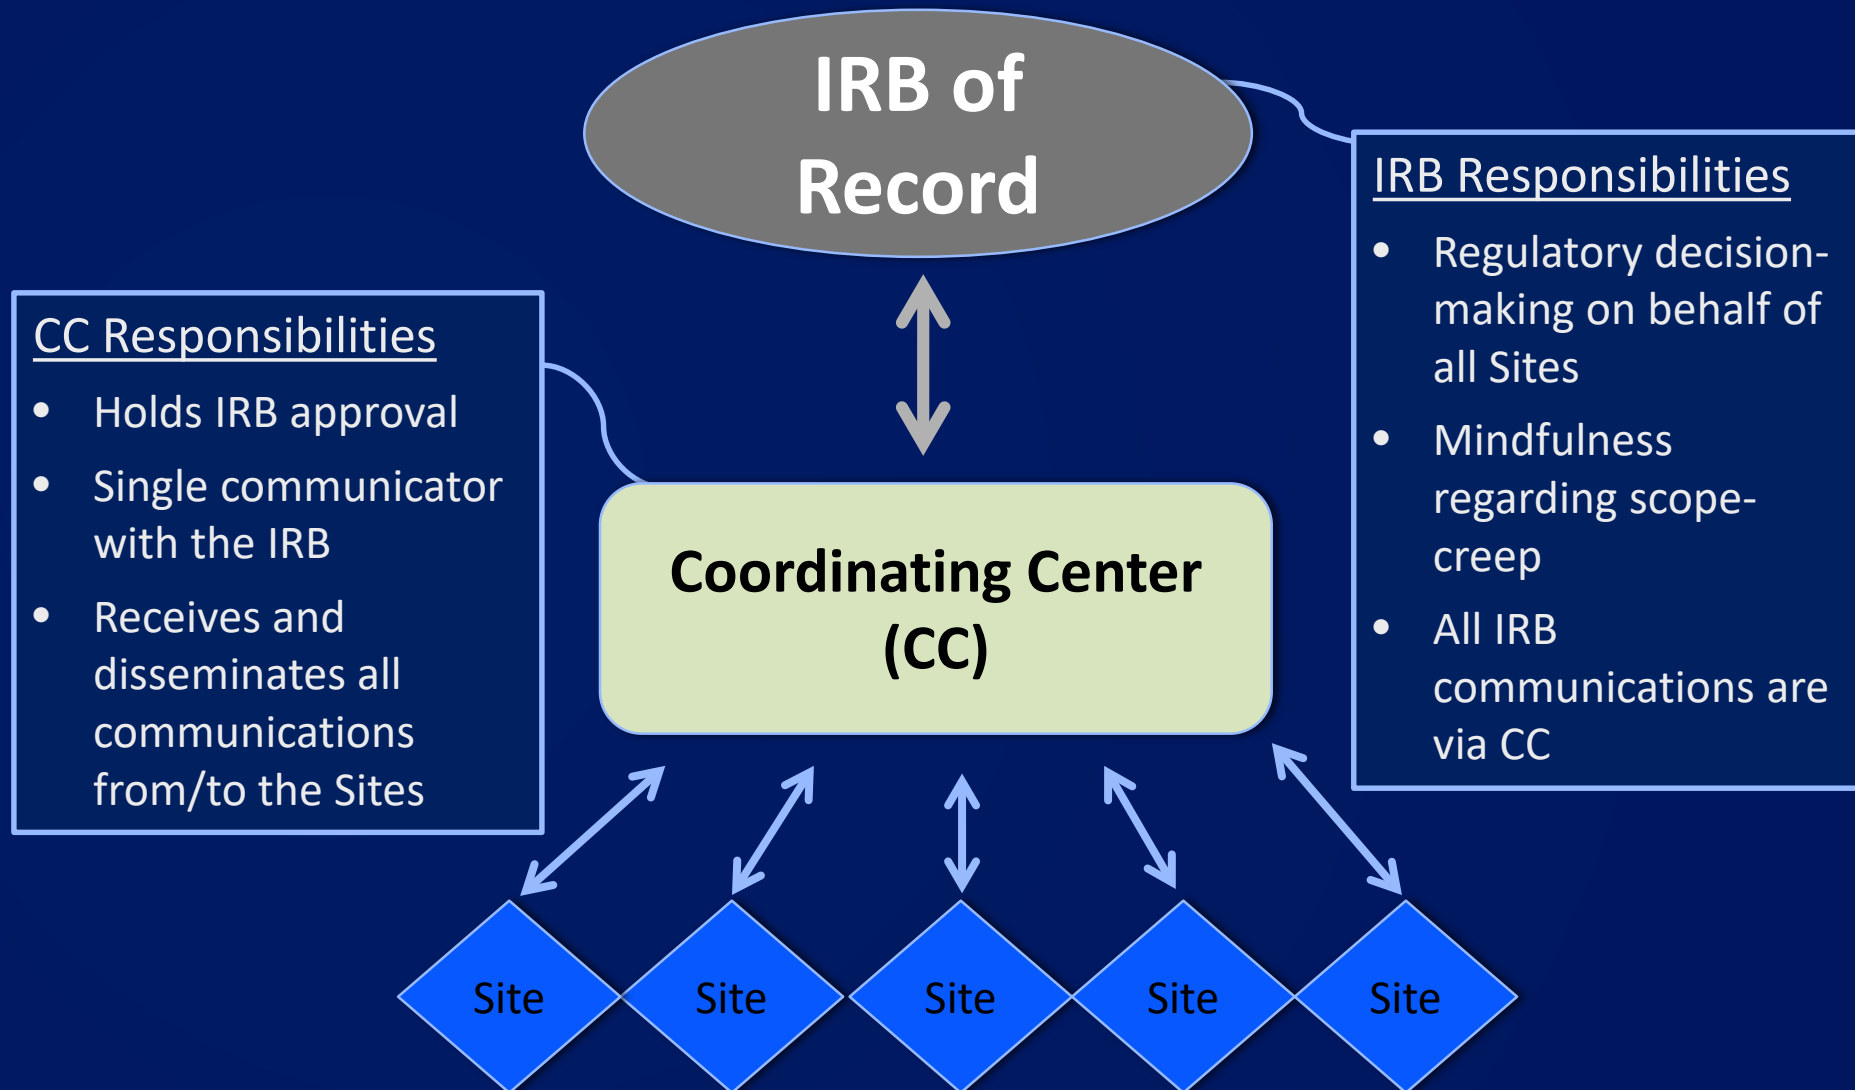 IRB of
Record
IRB Responsibilities
• Regulatory decision-
making on behalf of
all Sites
• Mindfulness
regarding scope-
creep
• All IRB
communications are
via CC
CC Responsibilities
• Holds IRB approval
• Single communicator
with the IRB
• Receives and
disseminates all
communications
from/to the Sites
Coordinating Center
(CC)
Site
Site
Site
Site
Site